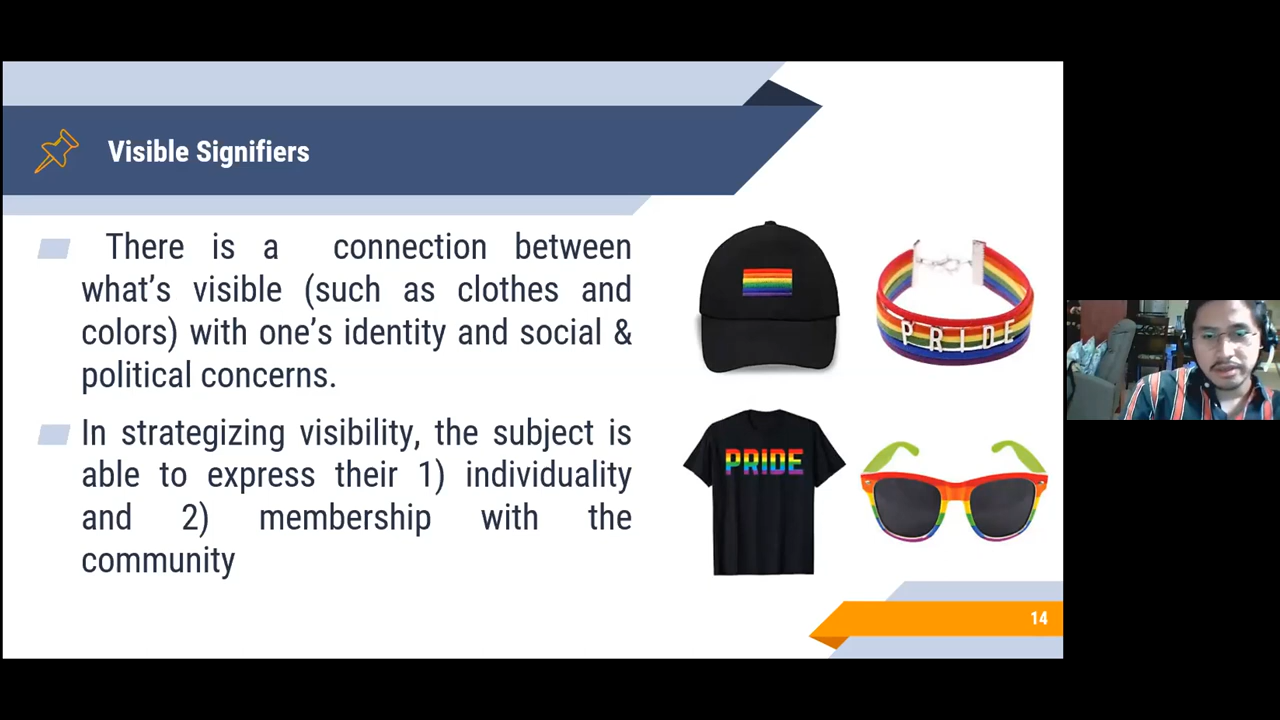 Visible Signifiers
There is a connection between
what's visible (such as clothes and
colors) with one's identity and social &
political concerns.
In strategizing visibility, the subject is
able to express their 1) individuality
and 2) membership with the
community
PRIDE
PRIDE
14